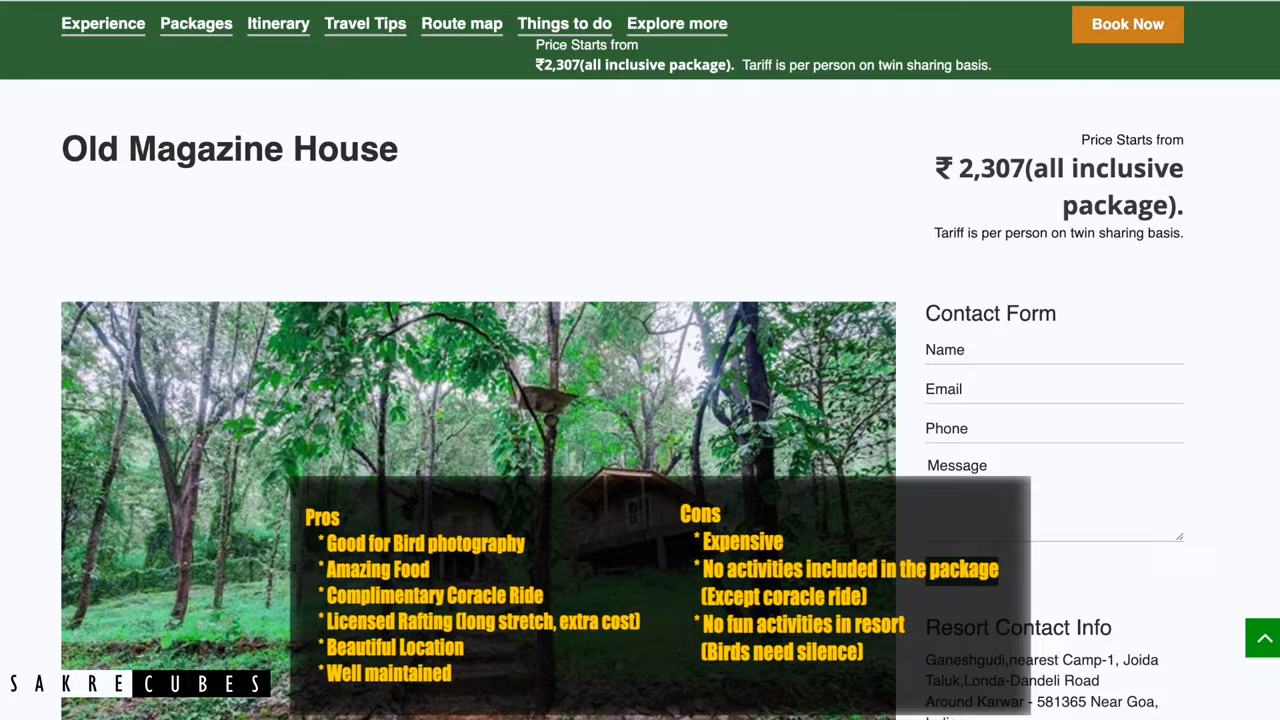 Experience Packages Itinerary Travel Tips Route map Things to do Explore more
Book Now
Price Starts from
₹2,307(all inclusive package). Tariff is per person on twin sharing basis.
Old Magazine House
Price Starts from
₹ 2,307(all inclusive
package).
Tariff is per person on twin sharing basis.
Contact Form
Name
Email
Phone
Message
Pros
* Good for Bird photography
* Amazing Food
* Complimentary Coracle Ride
* Licensed Rafting (long stretch, extra cost)
* Beautiful Location
* Well maintained
Cons
* Expensive
* No activities included in the package
(Except coracle ride)
* No fun activities in resort
(Birds need silence)
Resort Contact Info
Ganeshgudi,nearest Camp-1, Joida
Taluk,Londa-Dandeli Road
Around Karwar - 581365 Near Goa,
SAKRECUBES